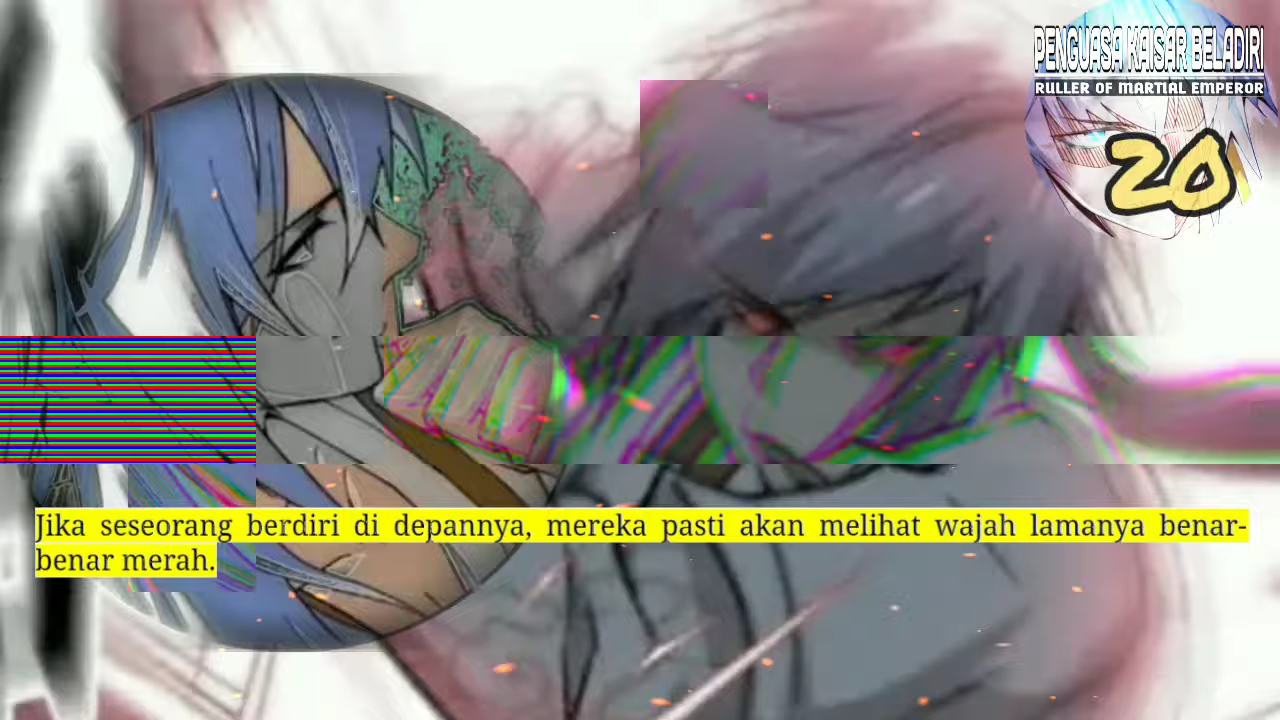 PENGUASA KAISAR BELADIRI
RULLER OF MARTIAL EMPEROR
20
Jika seseorang berdiri di depannya, mereka pasti akan melihat wajah lamanya benar-
benar merah.